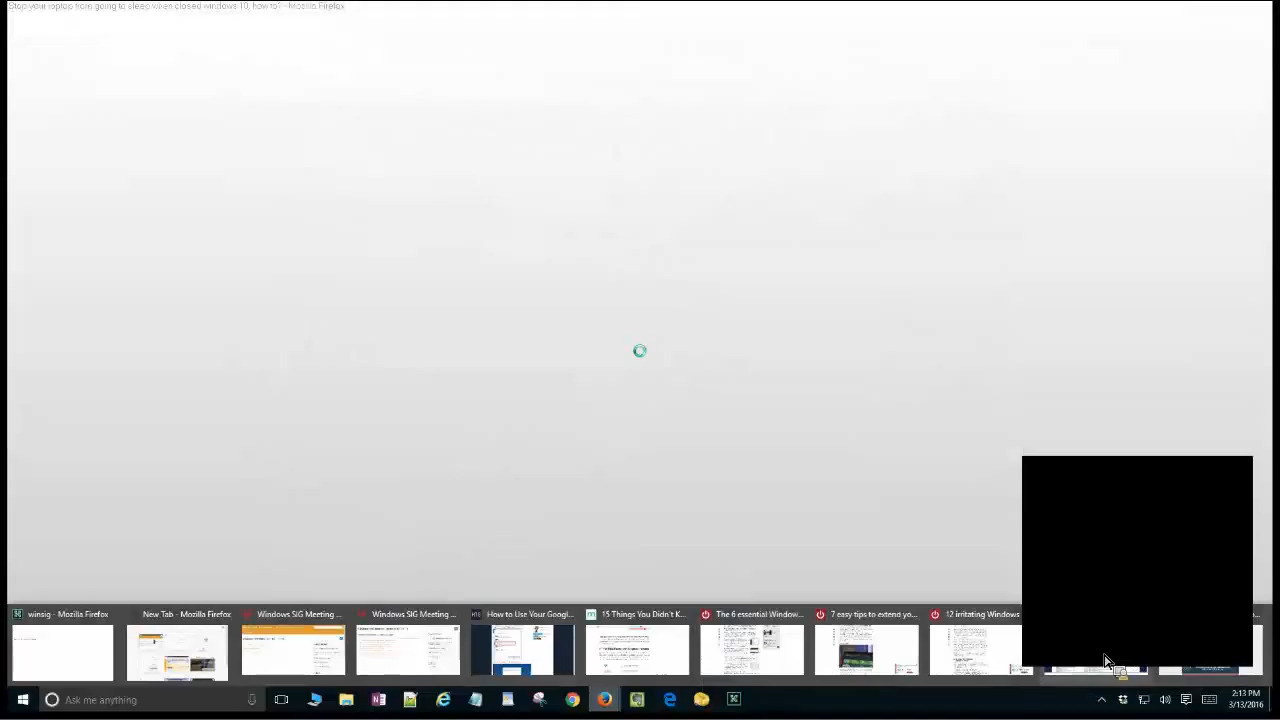 Stop your laptop from going to sleep when closed windows 10, how to? - Mozilla Firefox
winsig - Mozilla Firefox
New Tab - Mozilla Firefox
Windows SIG Meeting ...
Windows SIG Meeting ...
How to Use Your Googl...
15 Things You Didn't K...
The 6 essential Window...
7 easy tips to extend yo...
12 irritating Windows
Ask me anything
2:13 PM
3/13/2016